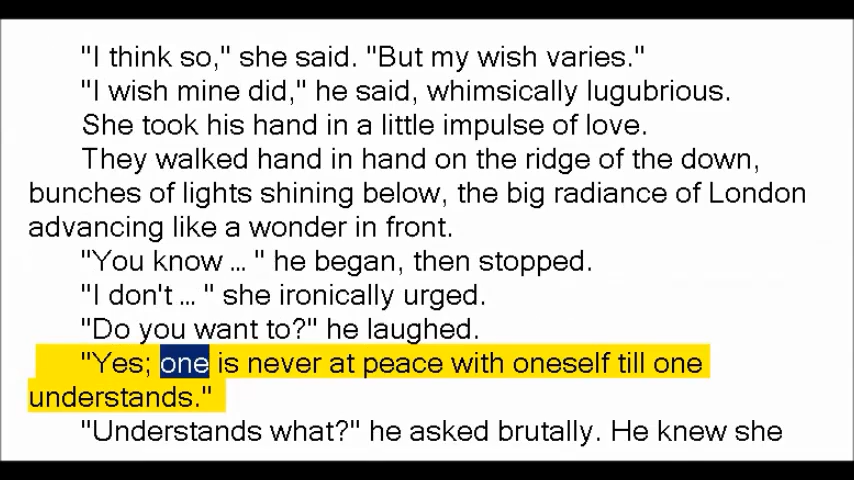 "I think so," she said. "But my wish varies."
"I wish mine did," he said, whimsically lugubrious.
She took his hand in a little impulse of love.
They walked hand in hand on the ridge of the down,
bunches of lights shining below, the big radiance of London
advancing like a wonder in front.
"You know … " he began, then stopped.
"I don't … " she ironically urged.
"Do you want to?" he laughed.
"Yes; one is never at peace with oneself till one
understands."
"Understands what?" he asked brutally. He knew she